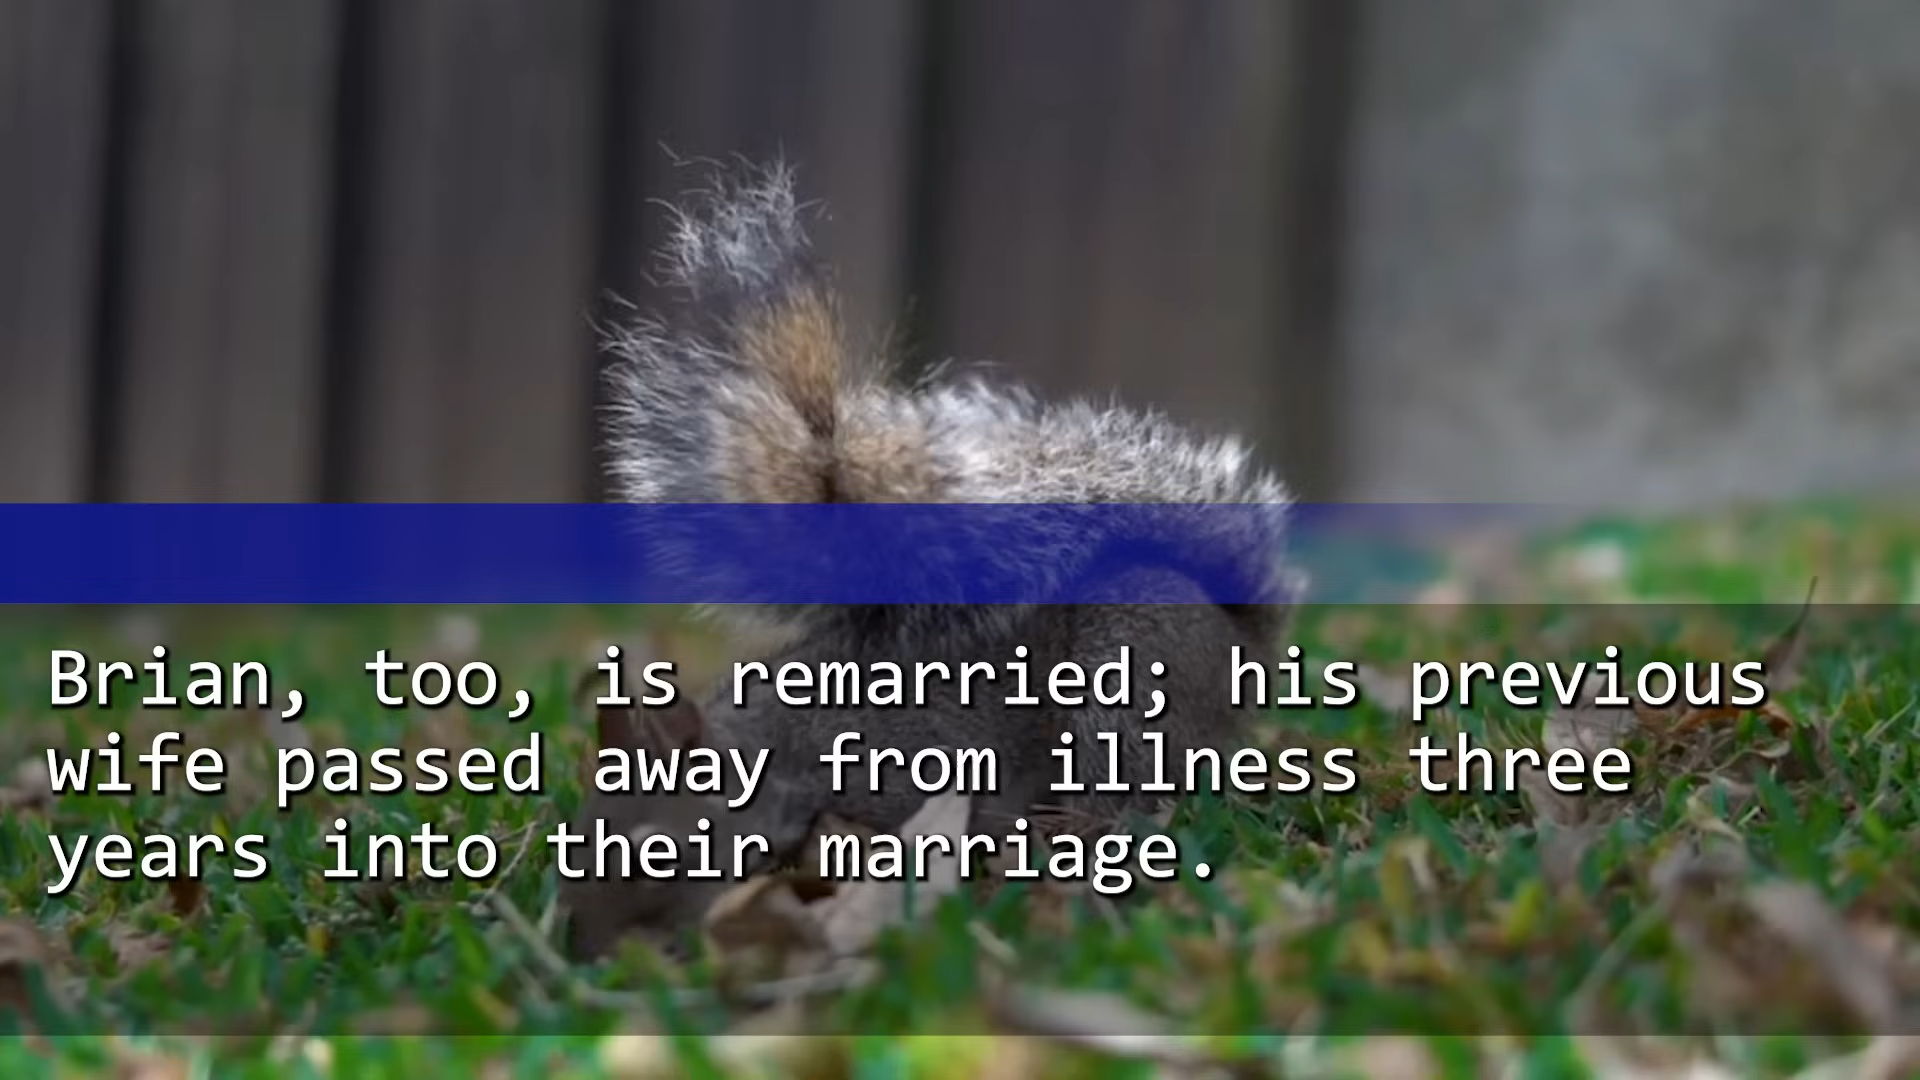 Brian, too, is remarried; his previous
wife passed away from illness three
years into their marriage.